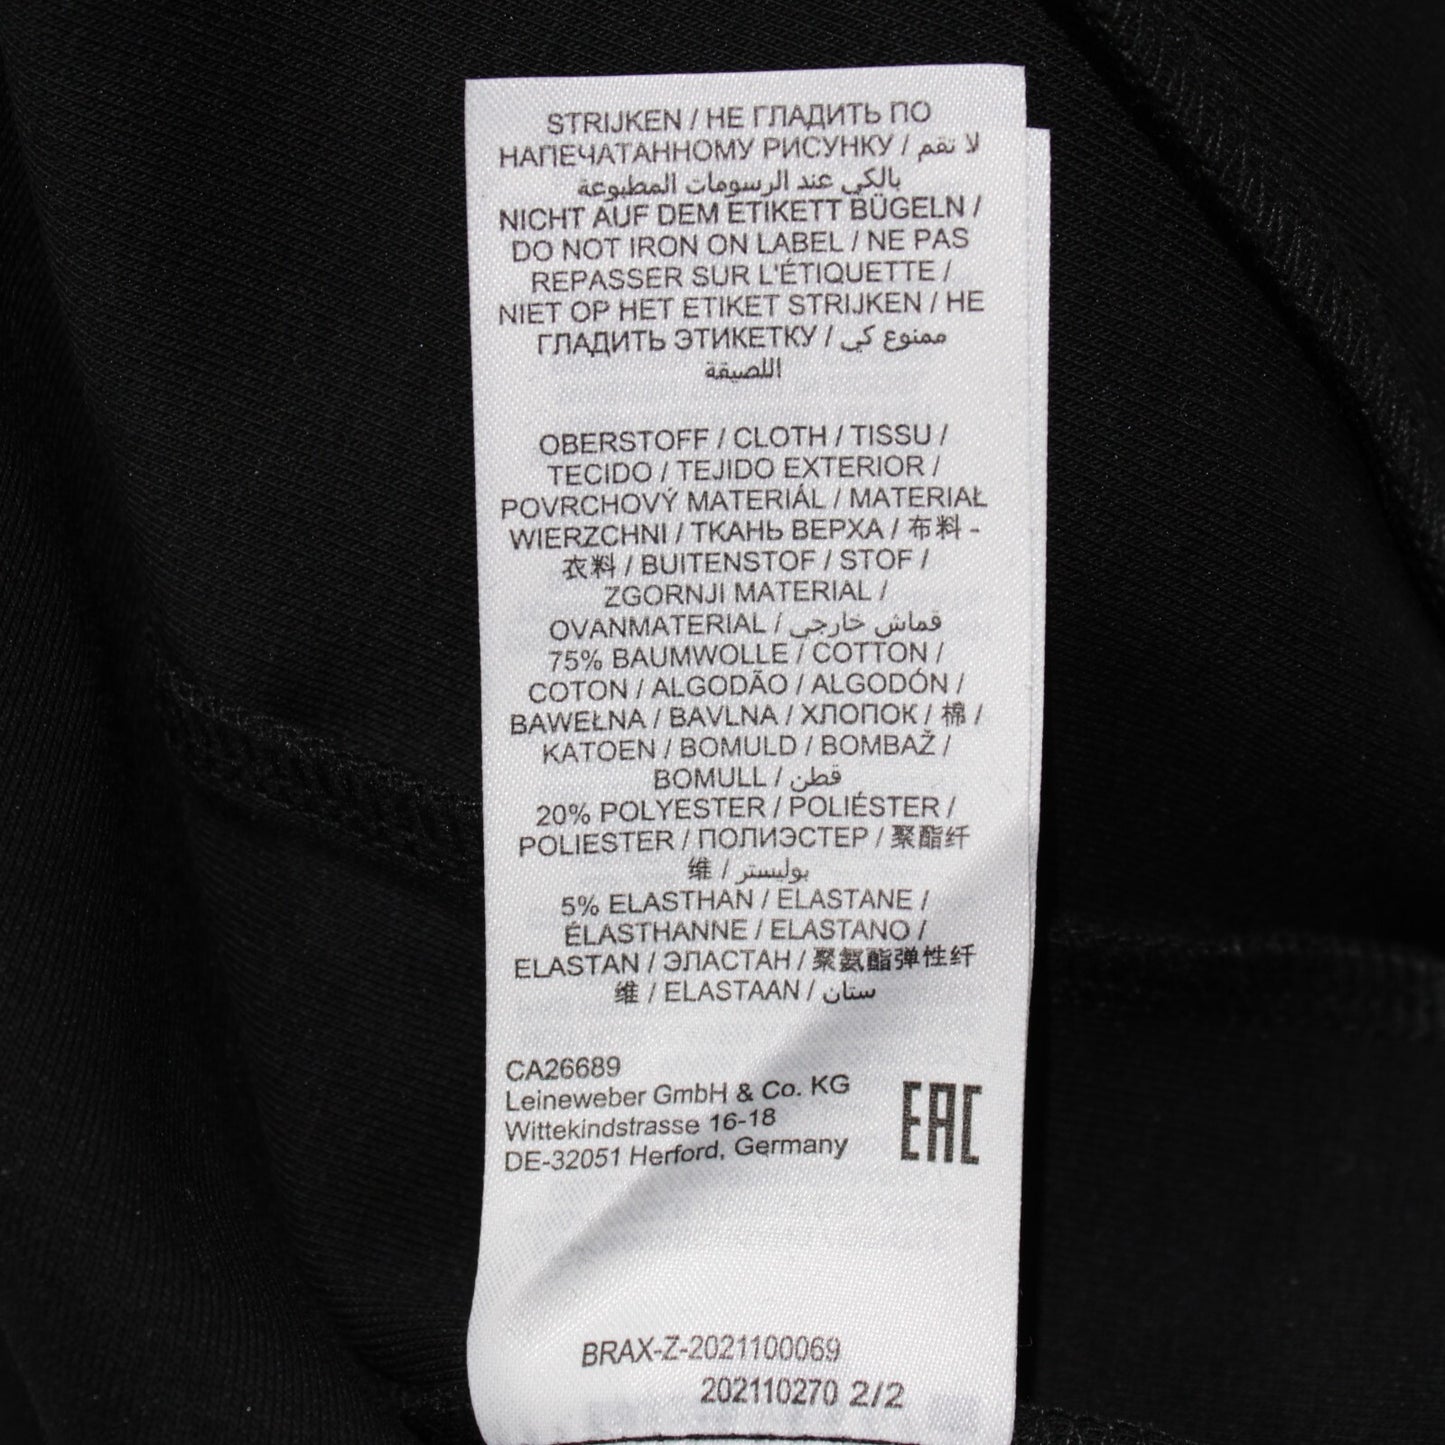 STRIJKEN / НЕ ГЛАДИТЬ ПО
НАПЕЧАТАННОМУ РИСУНКУ / لا تقم
بالكي عند الرسومات المطبوعة
NICHT AUF DEM ETIKETT BÜGELN /
DO NOT IRON ON LABEL / NE PAS
REPASSER SUR L'ÉTIQUETTE /
NIET OP HET ETIKET STRIJKEN / НЕ
ГЛАДИТЬ ЭТИКЕТКУ / ممنوع كي
اللصيقة
OBERSTOFF / CLOTH / TISSU /
TECIDO / TEJIDO EXTERIOR /
POVRCHOVÝ MATERIÁL / MATERIAŁ
WIERZCHNI / ТКАНЬ ВЕРХА / 布料 -
衣料 / BUITENSTOF / STOF /
ZGORNJI MATERIAL /
OVANMATERIAL / قماش خارجي
75% BAUMWOLLE / COTTON /
COTON / ALGODÃO / ALGODÓN /
BAWEŁNA / BAVLNA / ХЛОПОК / 棉 /
KATOEN / BOMULD / BOMBAŽ /
BOMULL / قطن
20% POLYESTER / POLIÉSTER /
POLIESTER / ПОЛИЭСТЕР / 聚酯纤
维 / بوليستر
5% ELASTHAN / ELASTANE /
ÉLASTHANNE / ELASTANO /
ELASTAN / ЭЛАСТАН / 聚氨酯弹性纤
维 / ELASTAAN / ستان
CA26689
Leineweber GmbH & Co. KG
Wittekindstrasse 16-18
DE-32051 Herford, Germany
EAC
BRAX-Z-2021100069
202110270 2/2